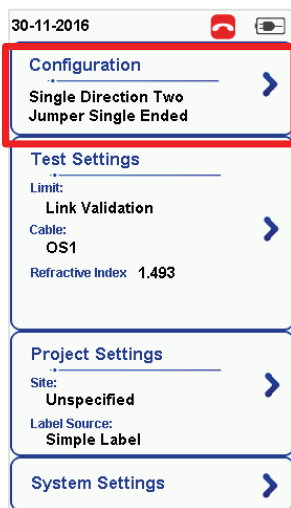 30-11-2016
Configuration
Single Direction Two
Jumper Single Ended
Test Settings
Limit:
Link Validation
Cable:
OS1
Refractive Index 1.493
Project Settings
Site:
Unspecified
Label Source:
Simple Label
System Settings